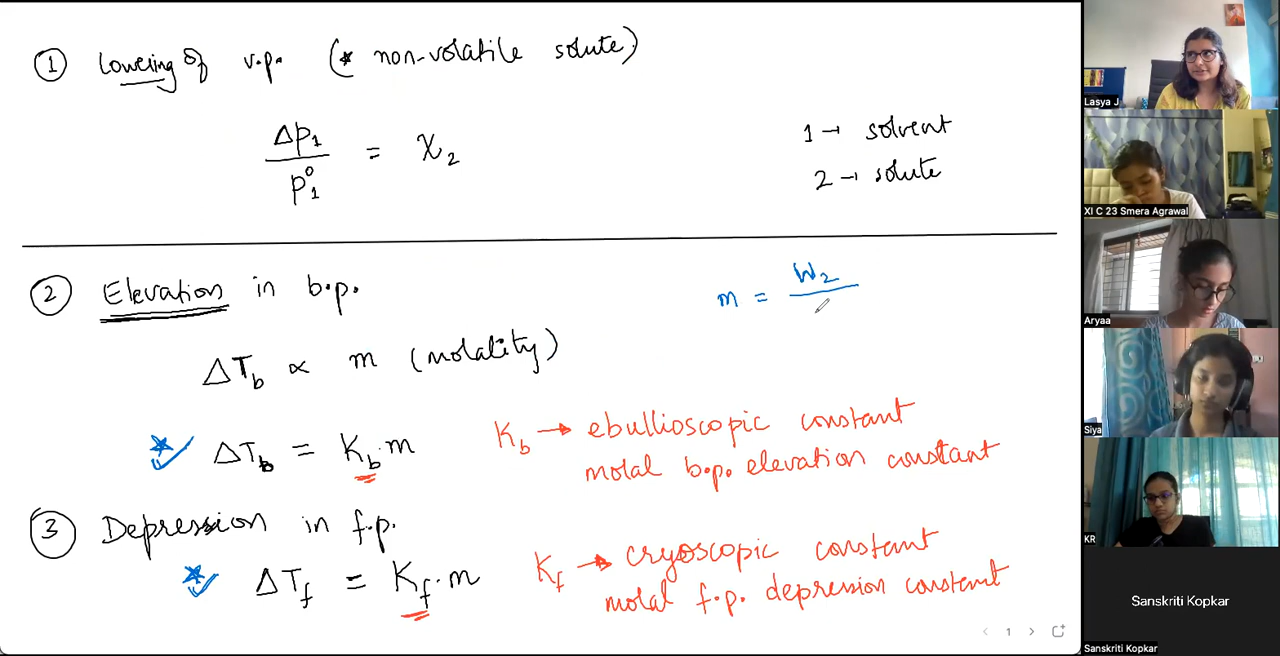 ① Lowering of v.p. (* non-volatile solute)
Δp₁ / p₁⁰ = χ₂
1 → solvent
2 → solute
② Elevation in b.p.
m = W₂
ΔT_b ∝ m (molality)
ΔT_b = K_b · m
K_b → ebullioscopic constant
molal b.p. elevation constant
③ Depression in f.p.
ΔT_f = K_f · m
K_f → cryoscopic constant
molal f.p. depression constant
1
Lasya J
XI C 23 Smera Agrawal
Aryaa
Siya
KR
Sanskriti Kopkar
Sanskriti Kopkar